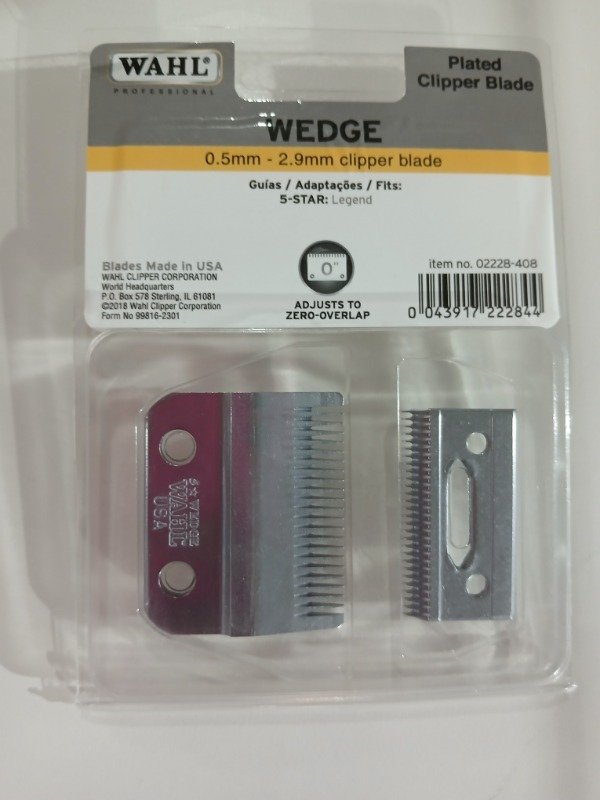 WAHL®
PROFESSIONAL
Plated
Clipper Blade
WEDGE
0.5mm - 2.9mm clipper blade
Guías / Adaptações / Fits:
5-STAR: Legend
Blades Made in USA
WAHL CLIPPER CORPORATION
World Headquarters
P.O. Box 578 Sterling, IL 61081
©2018 Wahl Clipper Corporation
Form No 99816-2301
0"
ADJUSTS TO
ZERO-OVERLAP
item no. 02228-408
0 043917 222844
5★ WEDGE
WAHL
USA